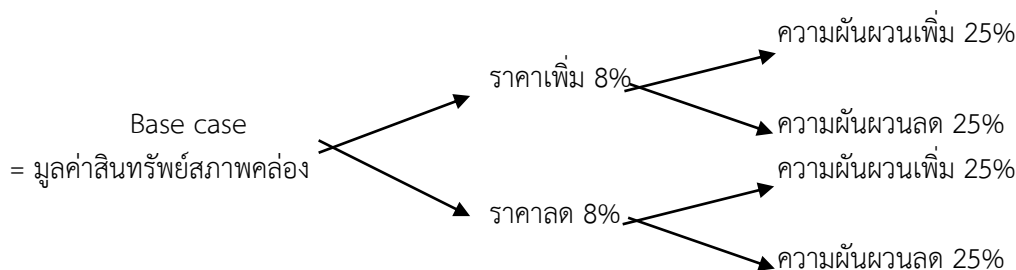 ความผันผวนเพิ่ม 25%
ราคาเพิ่ม 8%
ความผันผวนลด 25%
Base case
= มูลค่าสินทรัพย์สภาพคล่อง
ความผันผวนเพิ่ม 25%
ราคาลด 8%
ความผันผวนลด 25%